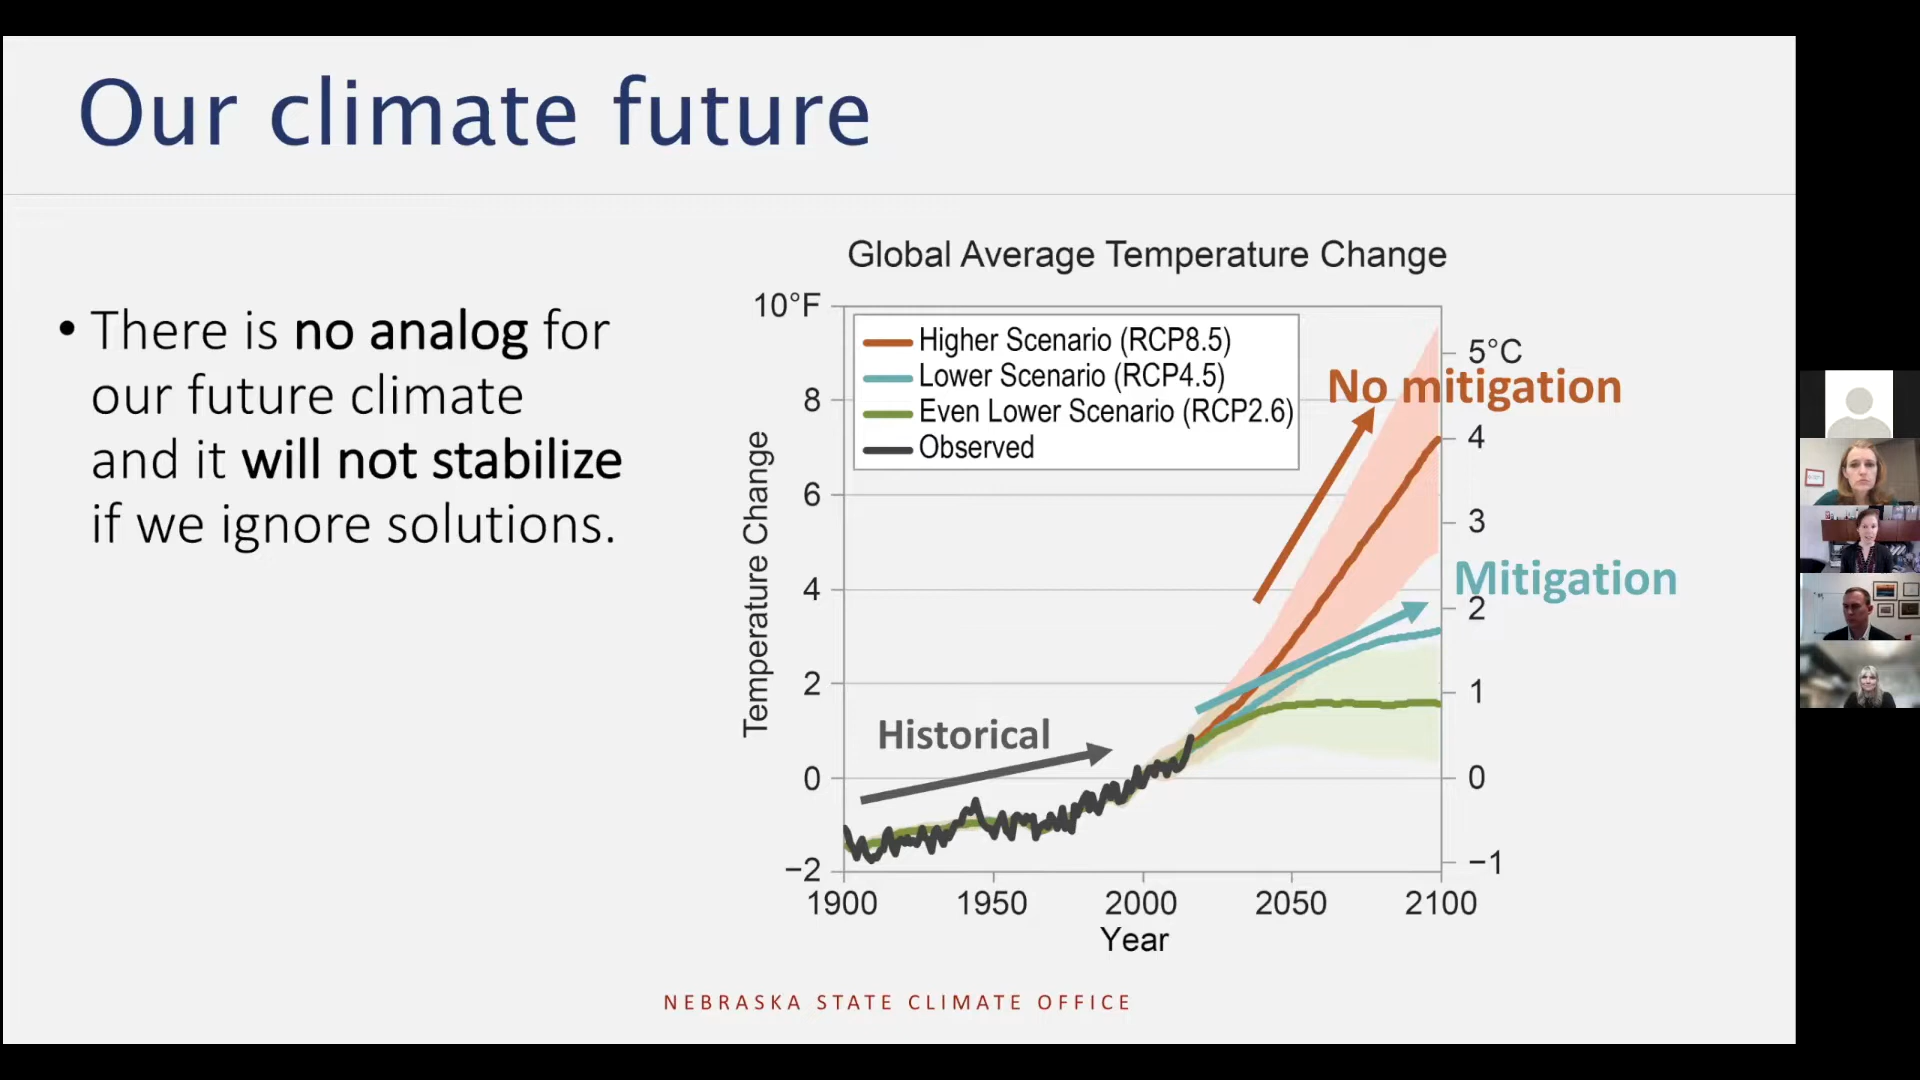 Our climate future
• There is no analog for
our future climate
and it will not stabilize
if we ignore solutions.
Global Average Temperature Change
10°F
8
6
4
2
0
−2
Temperature Change
Higher Scenario (RCP8.5)
Lower Scenario (RCP4.5)
Even Lower Scenario (RCP2.6)
Observed
No mitigation
Mitigation
Historical
5°C
4
3
2
1
0
−1
1900 1950 2000 2050 2100
Year
NEBRASKA STATE CLIMATE OFFICE